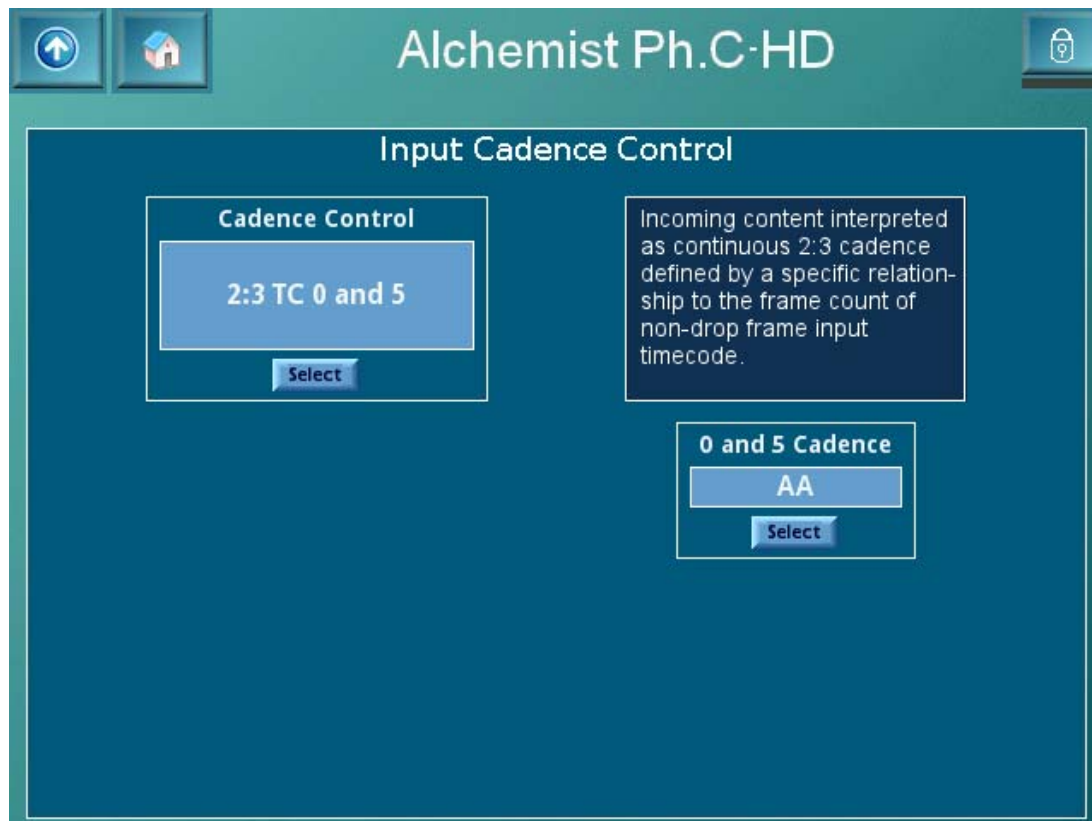 Alchemist Ph.C-HD
Input Cadence Control
Cadence Control
2:3 TC 0 and 5
Select
Incoming content interpreted
as continuous 2:3 cadence
defined by a specific relation-
ship to the frame count of
non-drop frame input
timecode.
0 and 5 Cadence
AA
Select